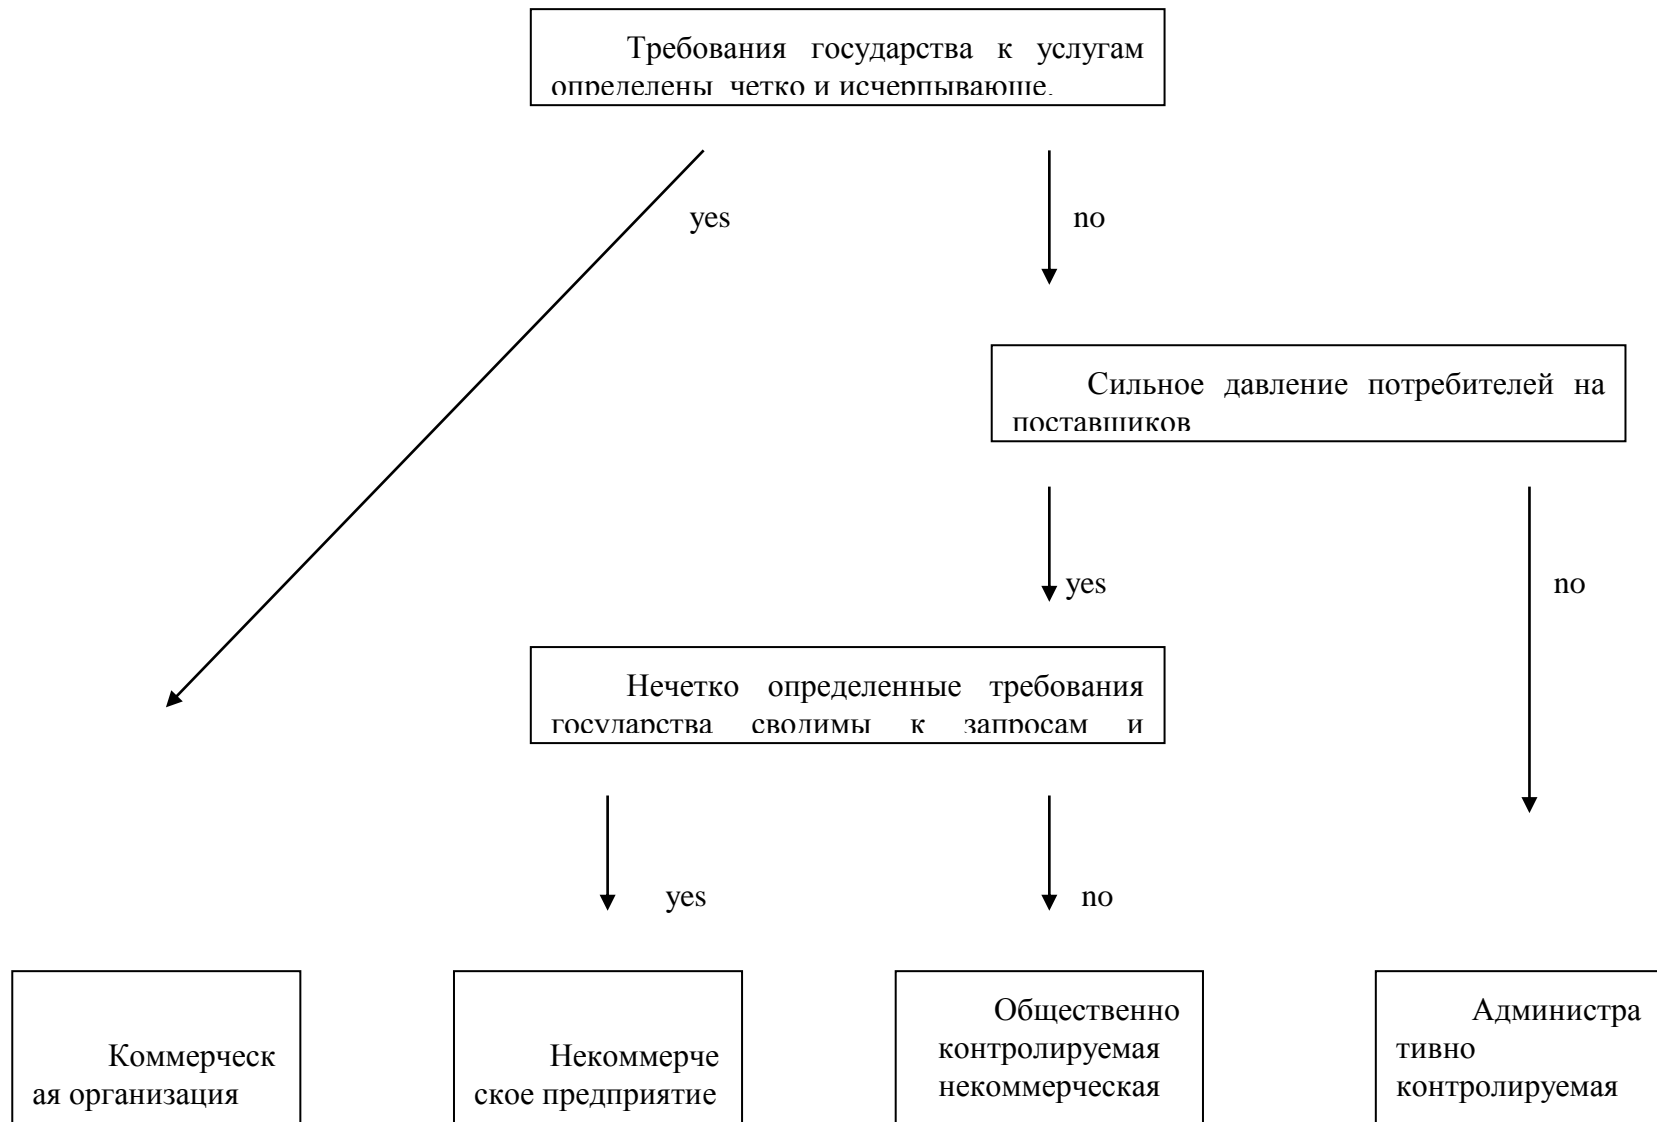 Требования государства к услугам
определены четко и исчерпывающе.
yes
no
Сильное давление потребителей на
поставщиков
yes
no
Нечетко определенные требования
государства сводимы к запросам и
yes
no
Коммерческ
ая организация
Некоммерче
ское предприятие
Общественно
контролируемая
некоммерческая
Администра
тивно
контролируемая